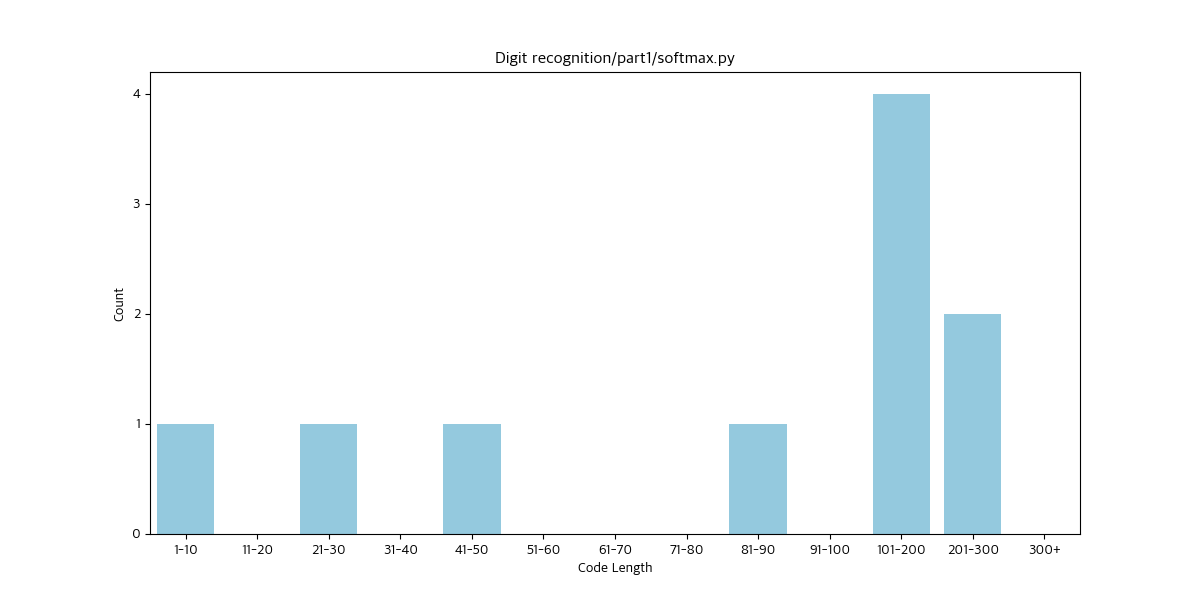 Digit recognition/part1/softmax.py
Count
4
3
2
1
0
1-10 11-20 21-30 31-40 41-50 51-60 61-70 71-80 81-90 91-100 101-200 201-300 300+
Code Length